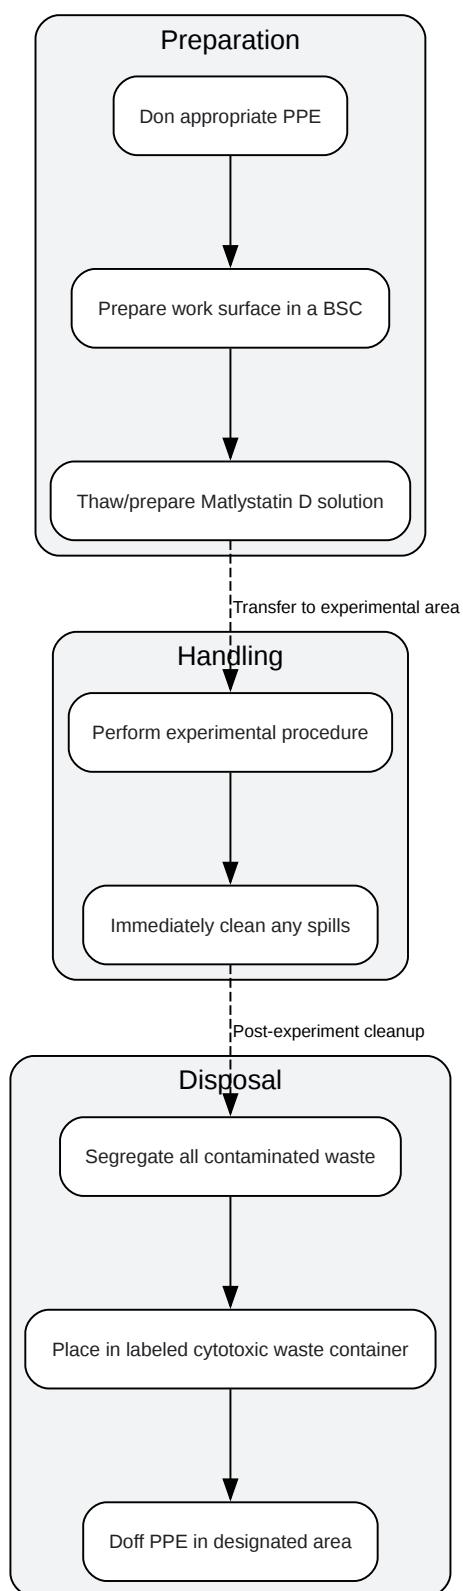 Preparation
Don appropriate PPE
Prepare work surface in a BSC
Thaw/prepare Matlystatin D solution
Transfer to experimental area
Handling
Perform experimental procedure
Immediately clean any spills
Post-experiment cleanup
Disposal
Segregate all contaminated waste
Place in labeled cytotoxic waste container
Doff PPE in designated area